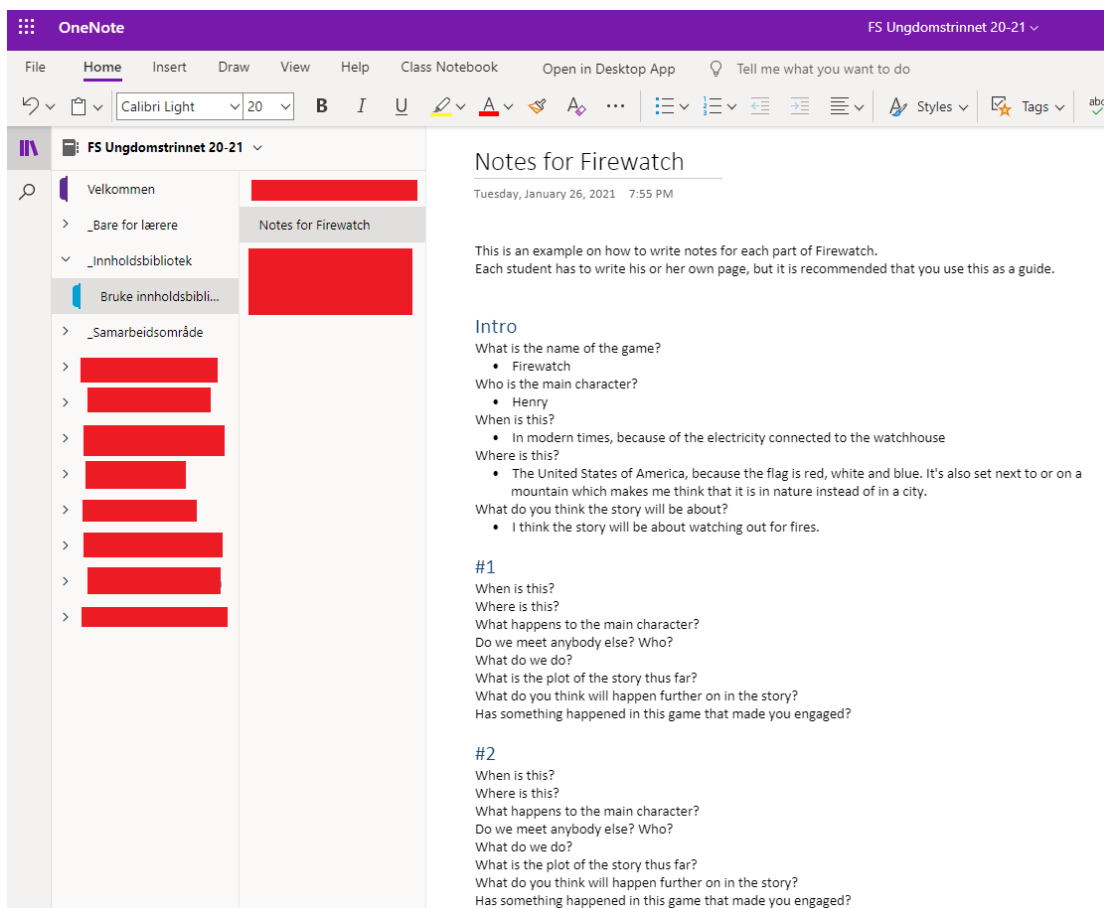 OneNote
FS Ungdomstrinnet 20-21
File Home Insert Draw View Help Class Notebook Open in Desktop App Tell me what you want to do
Calibri Light 20 B I U A A Styles Tags abc
FS Ungdomstrinnet 20-21
Velkommen
_Bare for lærere
_Innholdsbibliotek
Bruke innholdsbibli...
_Samarbeidsområde
Notes for Firewatch
Notes for Firewatch
Tuesday, January 26, 2021 7:55 PM
This is an example on how to write notes for each part of Firewatch.
Each student has to write his or her own page, but it is recommended that you use this as a guide.
Intro
What is the name of the game?
• Firewatch
Who is the main character?
• Henry
When is this?
• In modern times, because of the electricity connected to the watchhouse
Where is this?
• The United States of America, because the flag is red, white and blue. It's also set next to or on a
mountain which makes me think that it is in nature instead of in a city.
What do you think the story will be about?
• I think the story will be about watching out for fires.
#1
When is this?
Where is this?
What happens to the main character?
Do we meet anybody else? Who?
What do we do?
What is the plot of the story thus far?
What do you think will happen further on in the story?
Has something happened in this game that made you engaged?
#2
When is this?
Where is this?
What happens to the main character?
Do we meet anybody else? Who?
What do we do?
What is the plot of the story thus far?
What do you think will happen further on in the story?
Has something happened in this game that made you engaged?